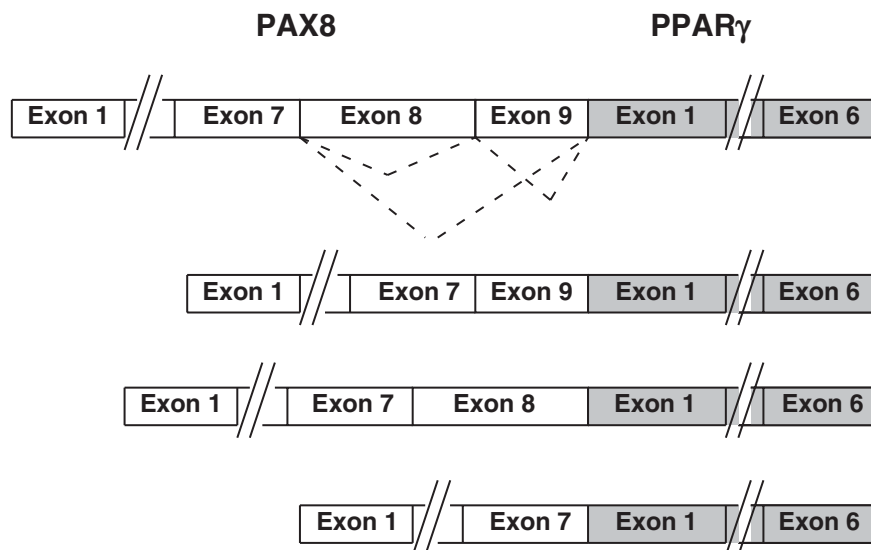 PAX8 PPARγ
Exon 1 Exon 7 Exon 8 Exon 9 Exon 1 Exon 6
Exon 1 Exon 7 Exon 9 Exon 1 Exon 6
Exon 1 Exon 7 Exon 8 Exon 1 Exon 6
Exon 1 Exon 7 Exon 1 Exon 6